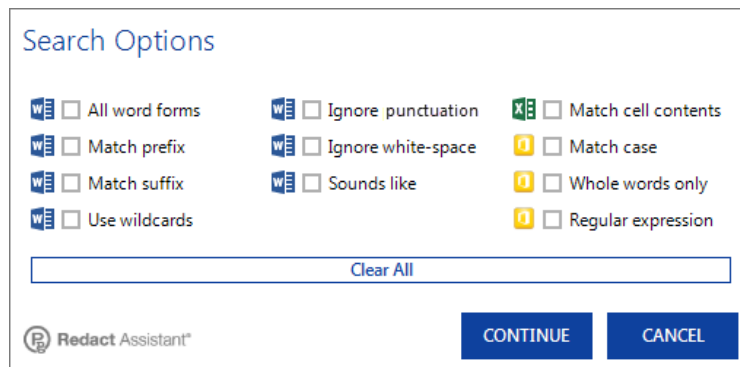 Search Options
All word forms
Ignore punctuation
Match cell contents
Match prefix
Ignore white-space
Match case
Match suffix
Sounds like
Whole words only
Use wildcards
Regular expression
Clear All
Redact Assistant®
CONTINUE
CANCEL